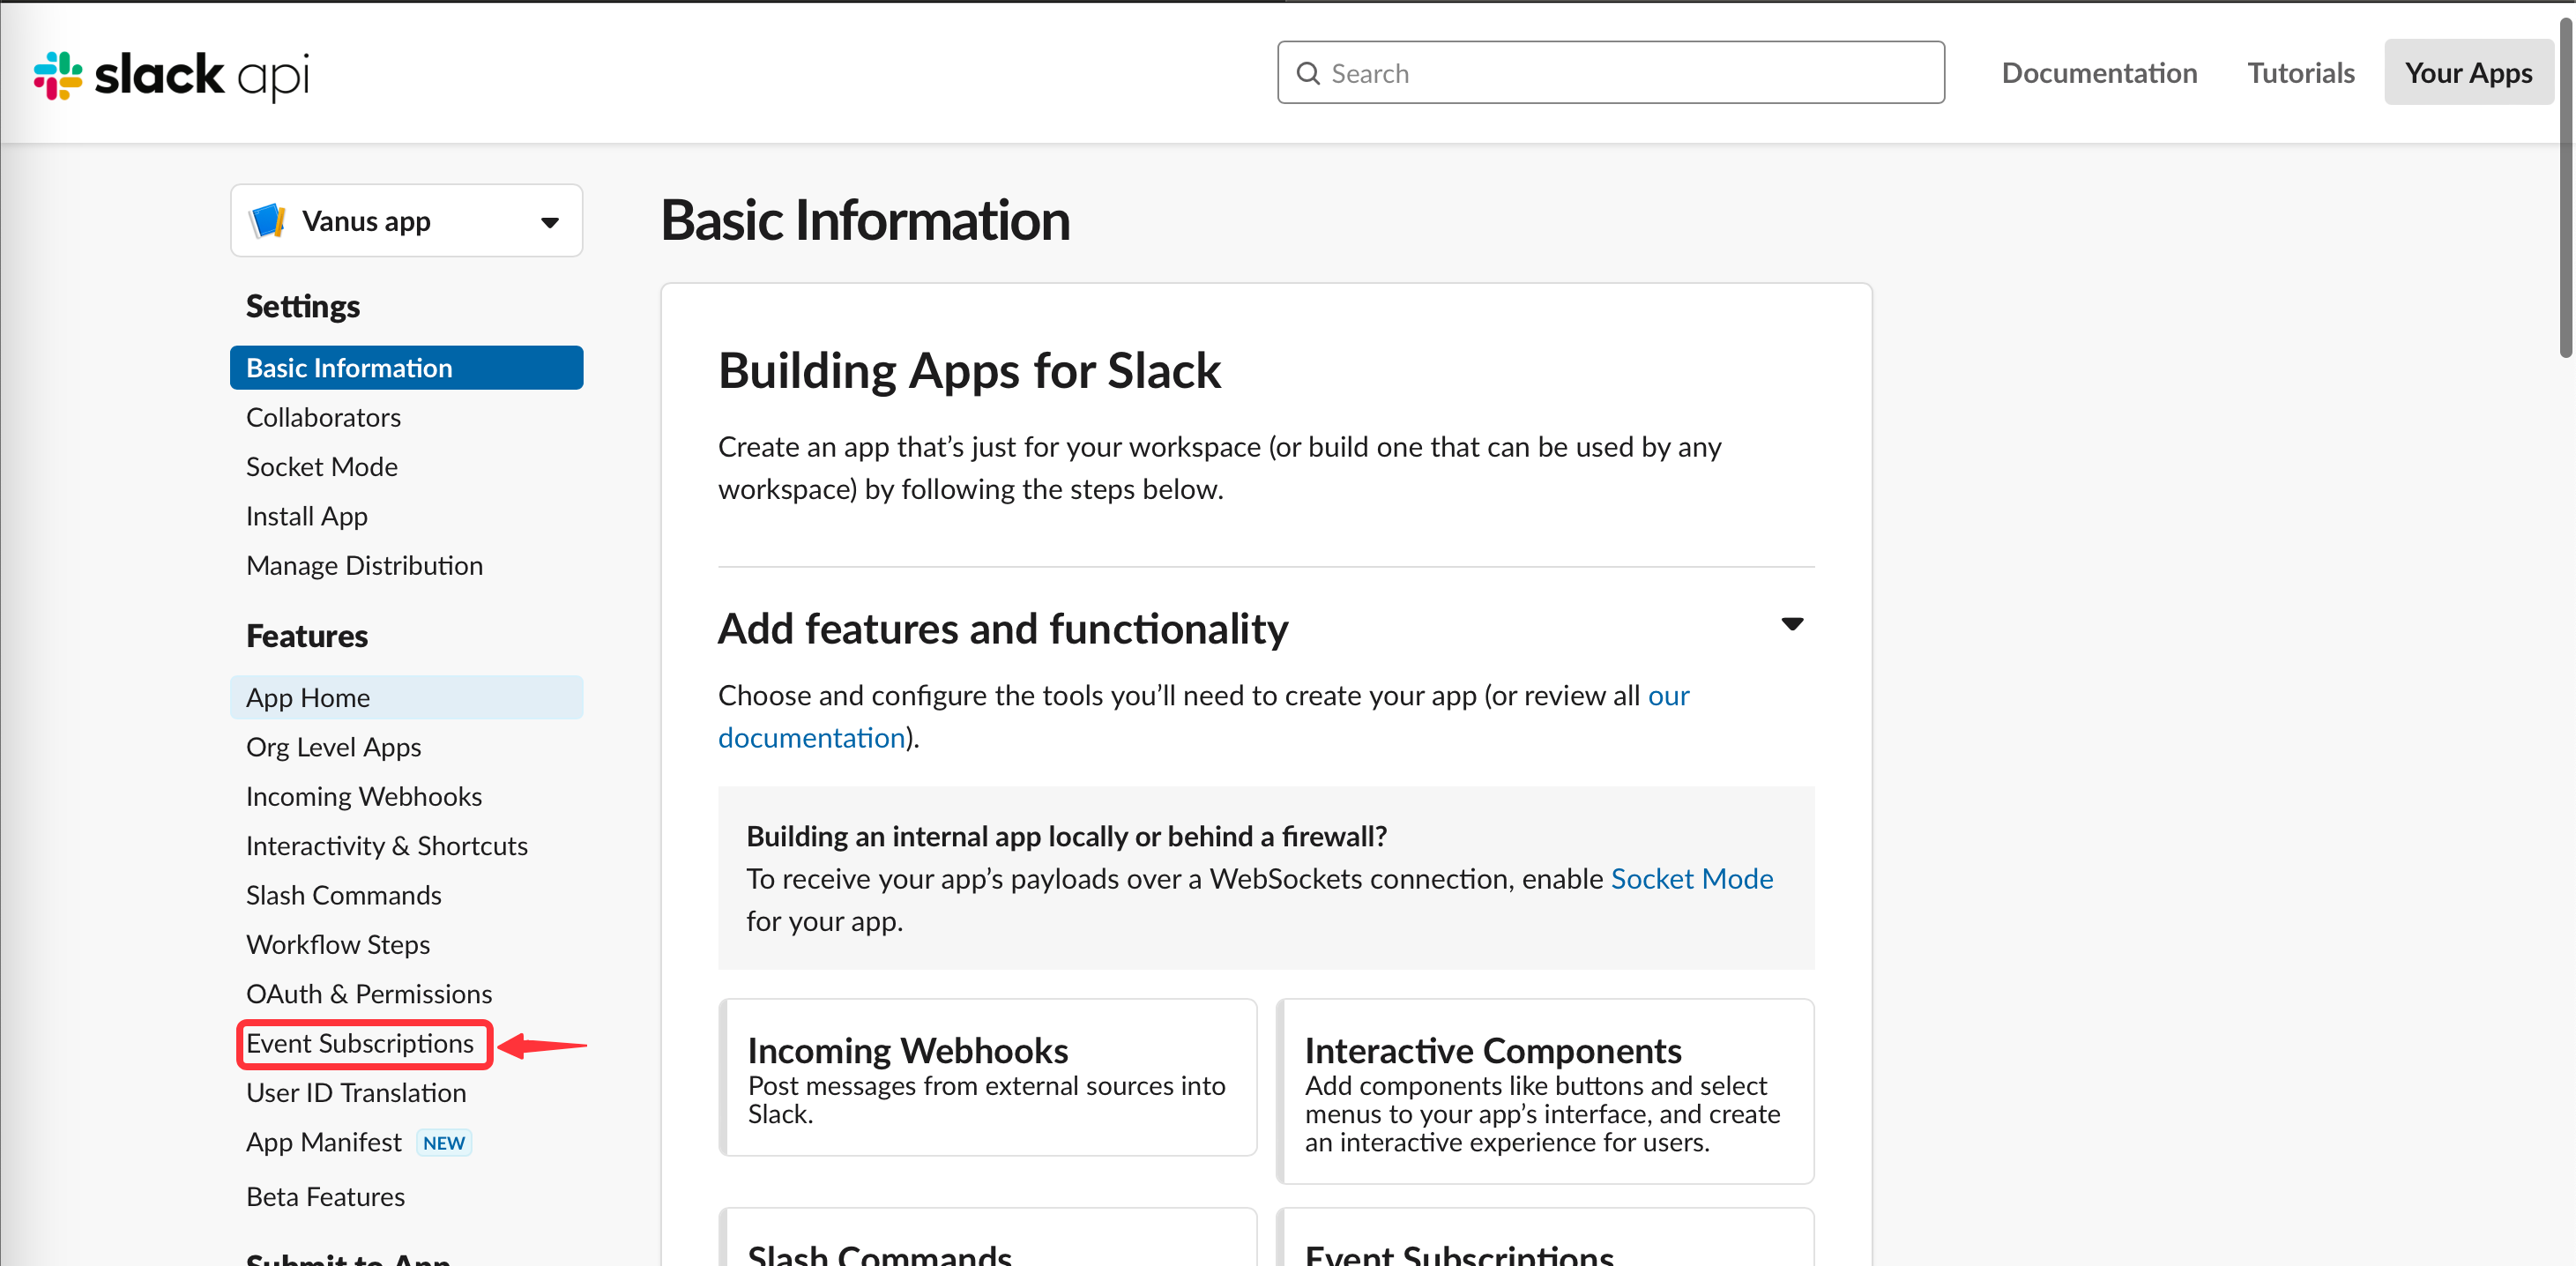 slack api
Search
Documentation
Tutorials
Your Apps
Vanus app
Settings
Basic Information
Collaborators
Socket Mode
Install App
Manage Distribution
Features
App Home
Org Level Apps
Incoming Webhooks
Interactivity & Shortcuts
Slash Commands
Workflow Steps
OAuth & Permissions
Event Subscriptions
User ID Translation
App Manifest NEW
Beta Features
Submit to App
Basic Information
Building Apps for Slack
Create an app that’s just for your workspace (or build one that can be used by any
workspace) by following the steps below.
Add features and functionality
Choose and configure the tools you’ll need to create your app (or review all our
documentation).
Building an internal app locally or behind a firewall?
To receive your app’s payloads over a WebSockets connection, enable Socket Mode
for your app.
Incoming Webhooks
Post messages from external sources into
Slack.
Interactive Components
Add components like buttons and select
menus to your app’s interface, and create
an interactive experience for users.
Slash Commands
Event Subscriptions